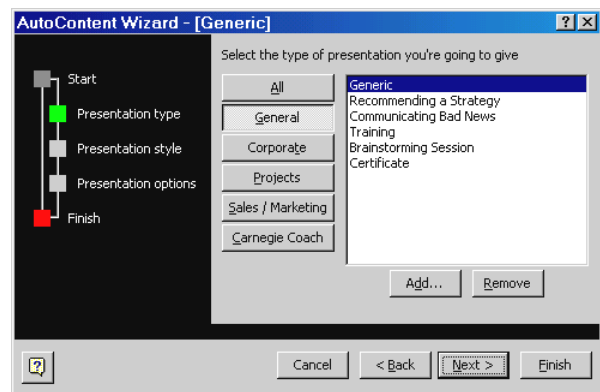 AutoContent Wizard - [Generic]
Select the type of presentation you're going to give
Start
Presentation type
Presentation style
Presentation options
Finish
All
General
Corporate
Projects
Sales / Marketing
Carnegie Coach
Generic
Recommending a Strategy
Communicating Bad News
Training
Brainstorming Session
Certificate
Add...
Remove
Cancel
< Back
Next >
Finish